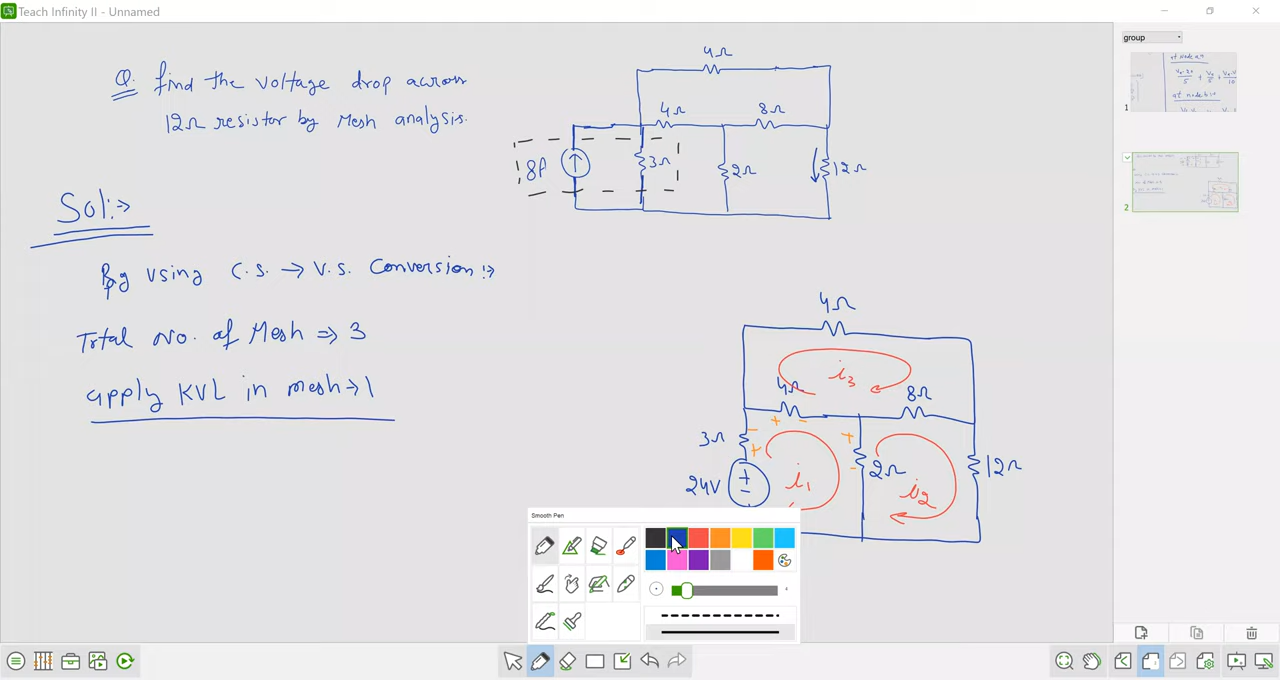 Teach Infinity II - Unnamed
group
Q. find the voltage drop across
12Ω resistor by Mesh analysis.
4Ω
4Ω
8Ω
8A
3Ω
2Ω
12Ω
Sol:->
By using C.S. → V.S. Conversion :->
Total No. of Mesh => 3
apply KVL in mesh -> 1
4Ω
i3
4Ω
8Ω
+ -
3Ω
-
+
+
-
24V
+
-
i1
2Ω
i2
12Ω
Smooth Pen
1
2